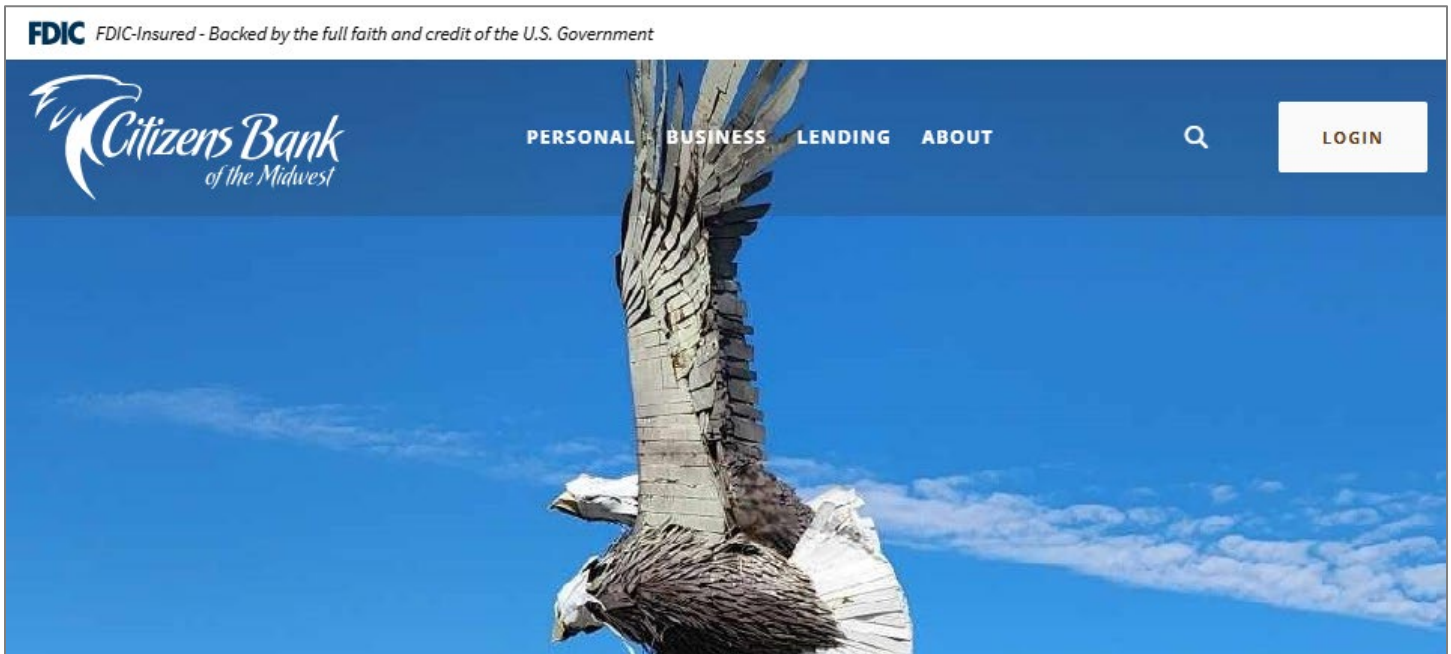 FDIC FDIC-Insured - Backed by the full faith and credit of the U.S. Government
Citizens Bank
of the Midwest
PERSONAL BUSINESS LENDING ABOUT
LOGIN